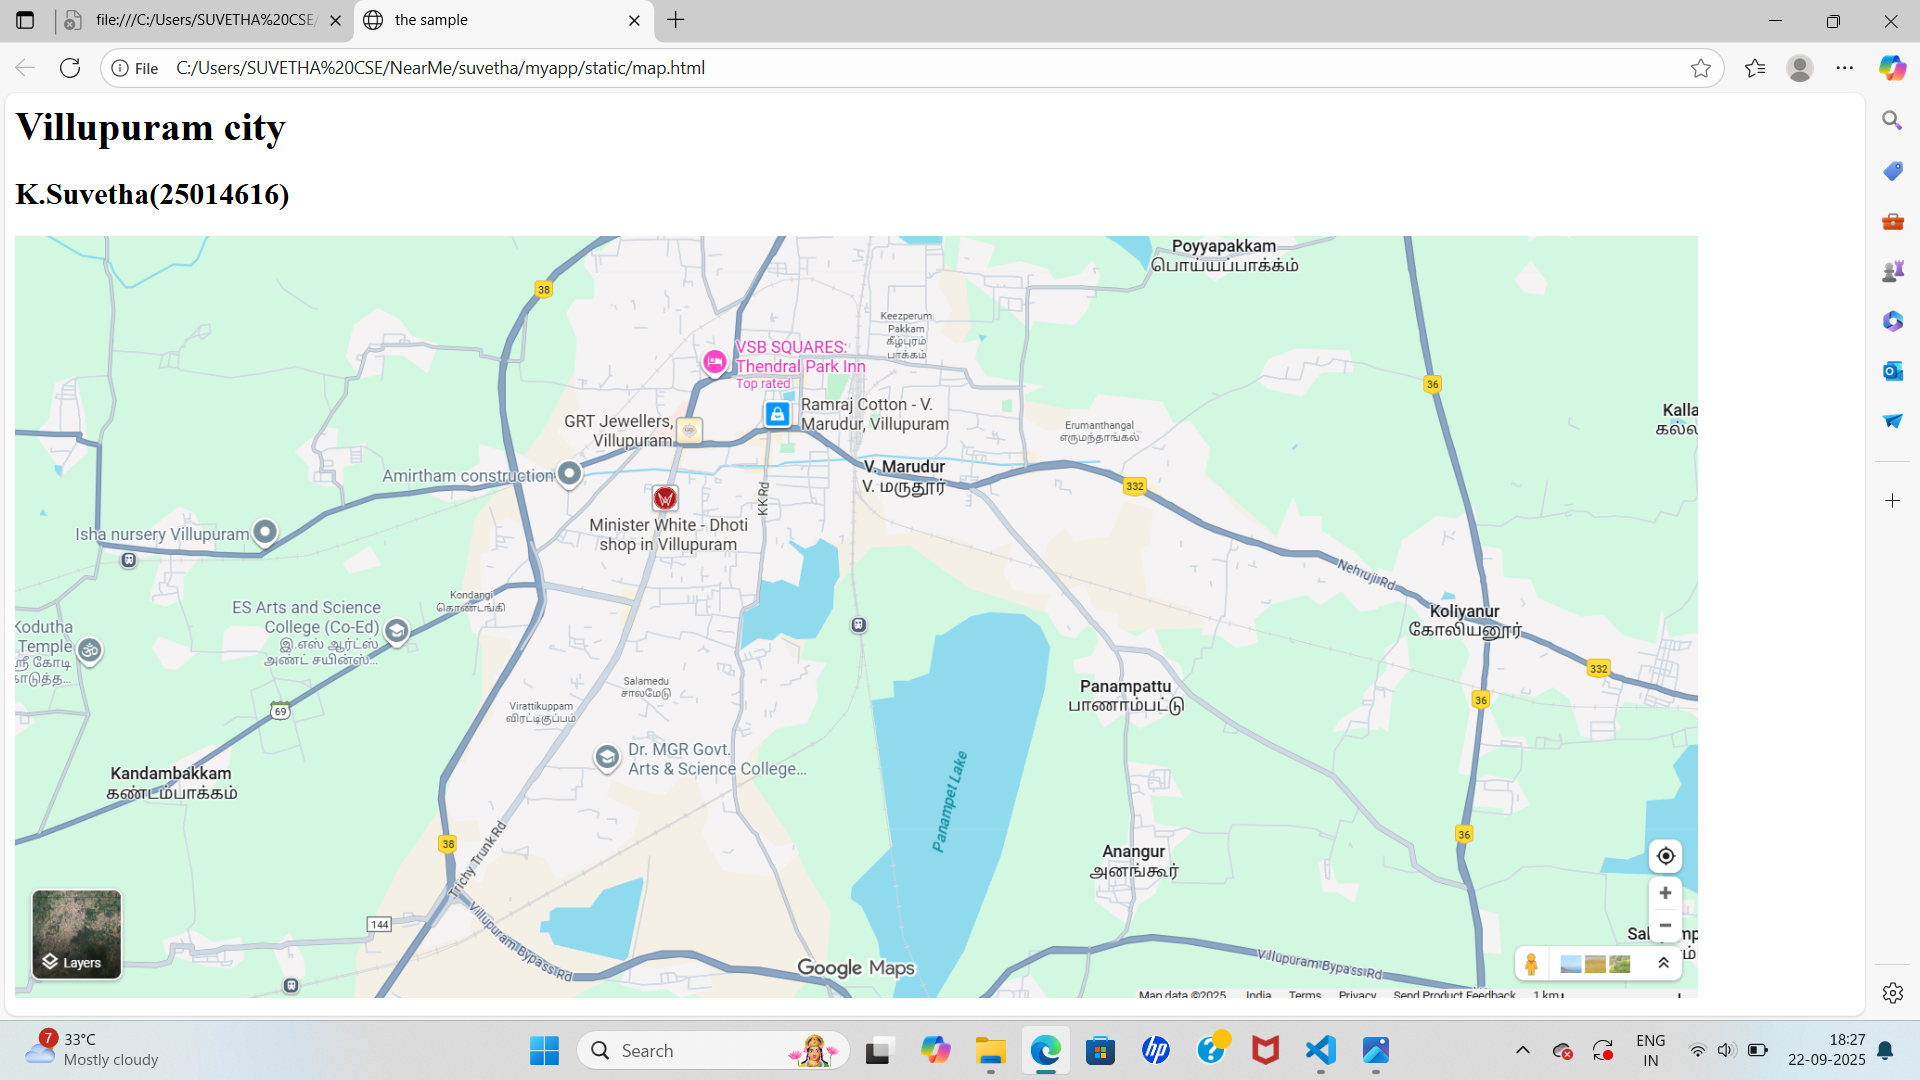 file:///C:/Users/SUVETHA%20CSE/
the sample
File
C:/Users/SUVETHA%20CSE/NearMe/suvetha/myapp/static/map.html
Villupuram city
K.Suvetha(25014616)
Poyyapakkam
பொய்யப்பாக்கம்
38
Keezperum
Pakkam
கீழ்புரம்
பாக்கம்
VSB SQUARES:
Thendral Park Inn
Top rated
36
Ramraj Cotton - V.
Marudur, Villupuram
GRT Jewellers,
Villupuram
Kalla
Erumanthangal
எருமந்தாங்கல்
Amirtham construction
V. Marudur
V. மருதூர்
332
KK Rd
Minister White - Dhoti
shop in Villupuram
Isha nursery Villupuram
Nehruji Rd
Kondangi
கொண்டங்கி
ES Arts and Science
College (Co-Ed)
இ.எஸ் ஆர்ட்ஸ்
அண்ட் சயின்ஸ்...
Koliyanur
கோலியனூர்
Kodutha
Temple
ஸ்ரீ கோடி
332
Salamedu
சாலமேடு
Panampattu
பாணாம்பட்டு
36
69
Virattikuppam
விரட்டிகுப்பம்
Dr. MGR Govt.
Arts & Science College...
Kandambakkam
கண்டம்பாக்கம்
Panampet Lake
38
Trichy Trunk Rd
36
Anangur
அனங்கூர்
144
Villupuram Bypass Rd
Layers
Google Maps
Villupuram Bypass Rd
Map data ©2025 India Terms Privacy Send Product Feedback 1 km
7
33°C
Mostly cloudy
Search
ENG
IN
18:27
22-09-2025